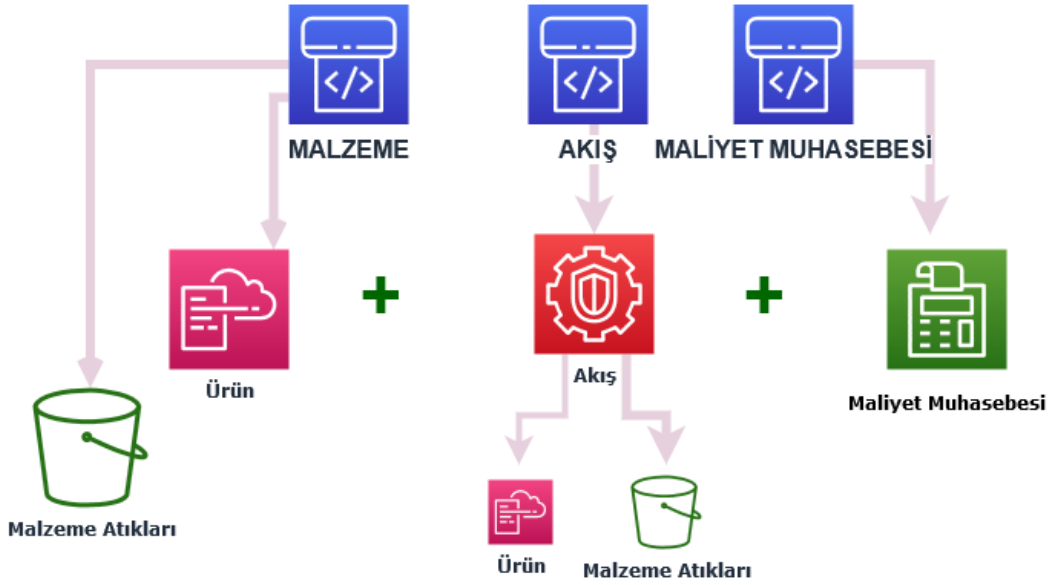 MALZEME
AKIŞ
MALİYET MUHASEBESİ
Ürün
Akış
Maliyet Muhasebesi
Malzeme Atıkları
Ürün
Malzeme Atıkları